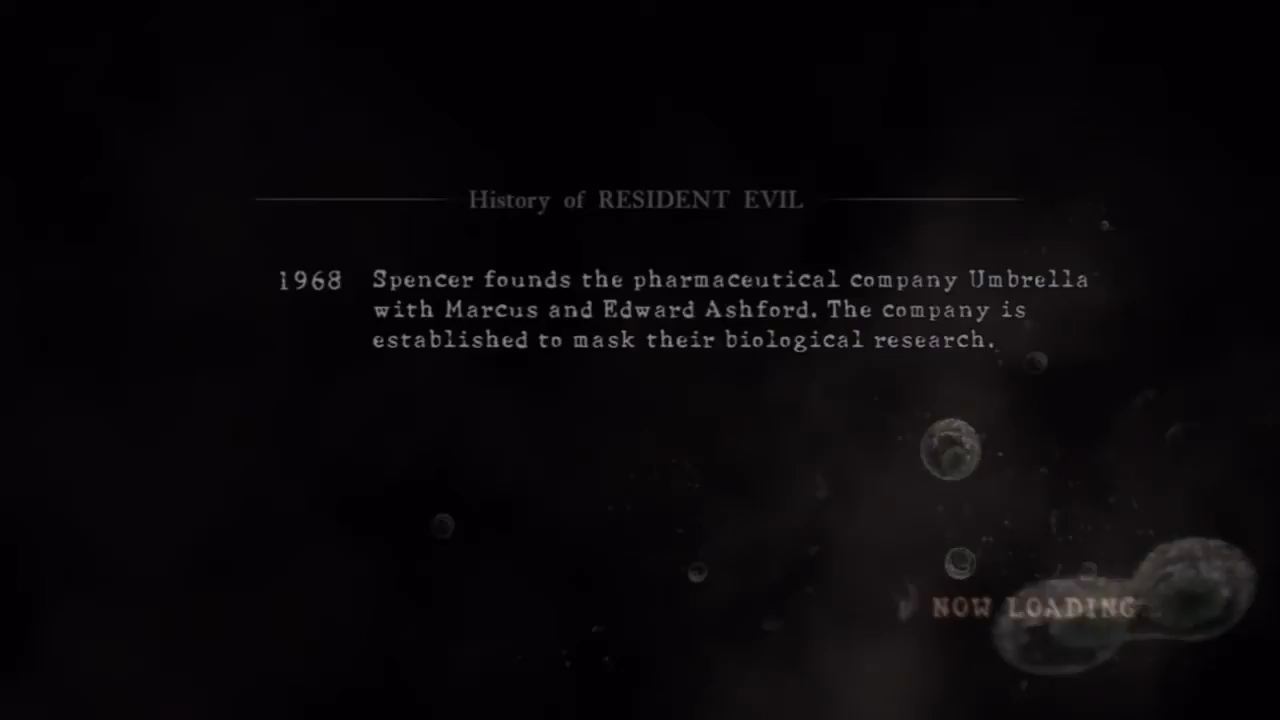 History of RESIDENT EVIL
1968 Spencer founds the pharmaceutical company Umbrella
with Marcus and Edward Ashford. The company is
established to mask their biological research.
NOW LOADING